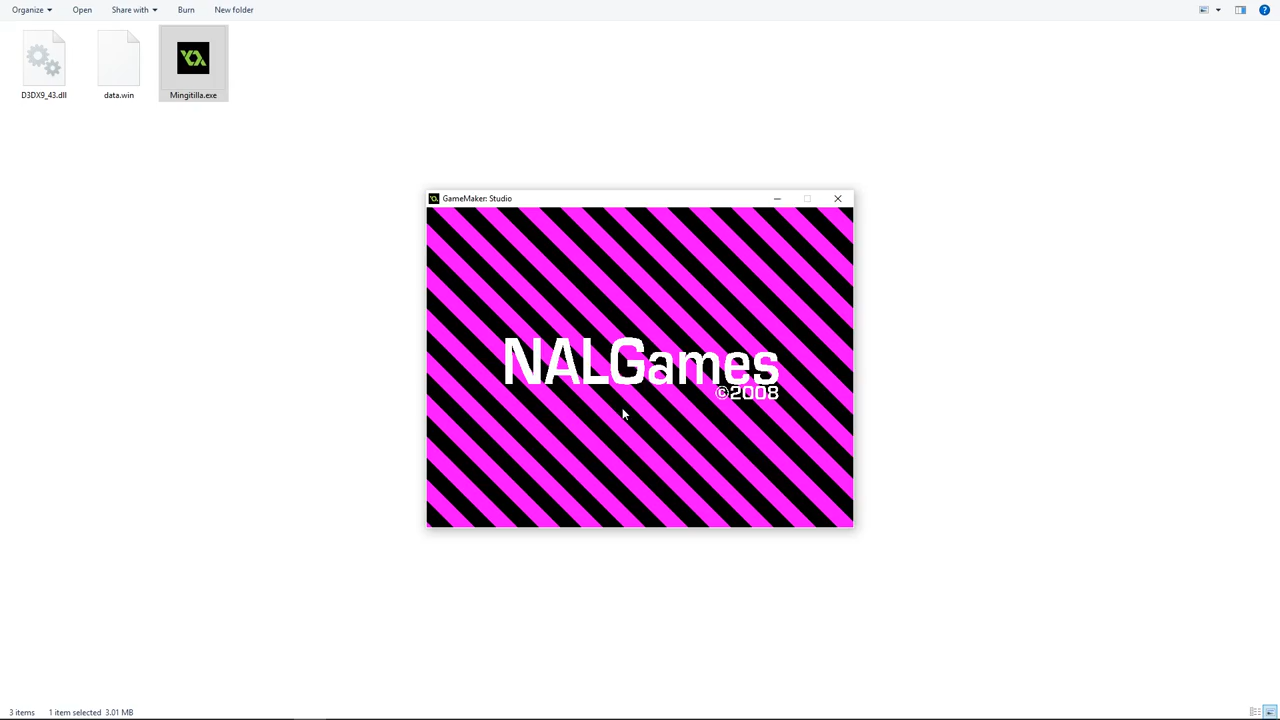 Organize Open Share with Burn New folder
D3DX9_43.dll data.win Mingitilla.exe
GameMaker: Studio
NALGames
©2008
3 items 1 item selected 3.01 MB